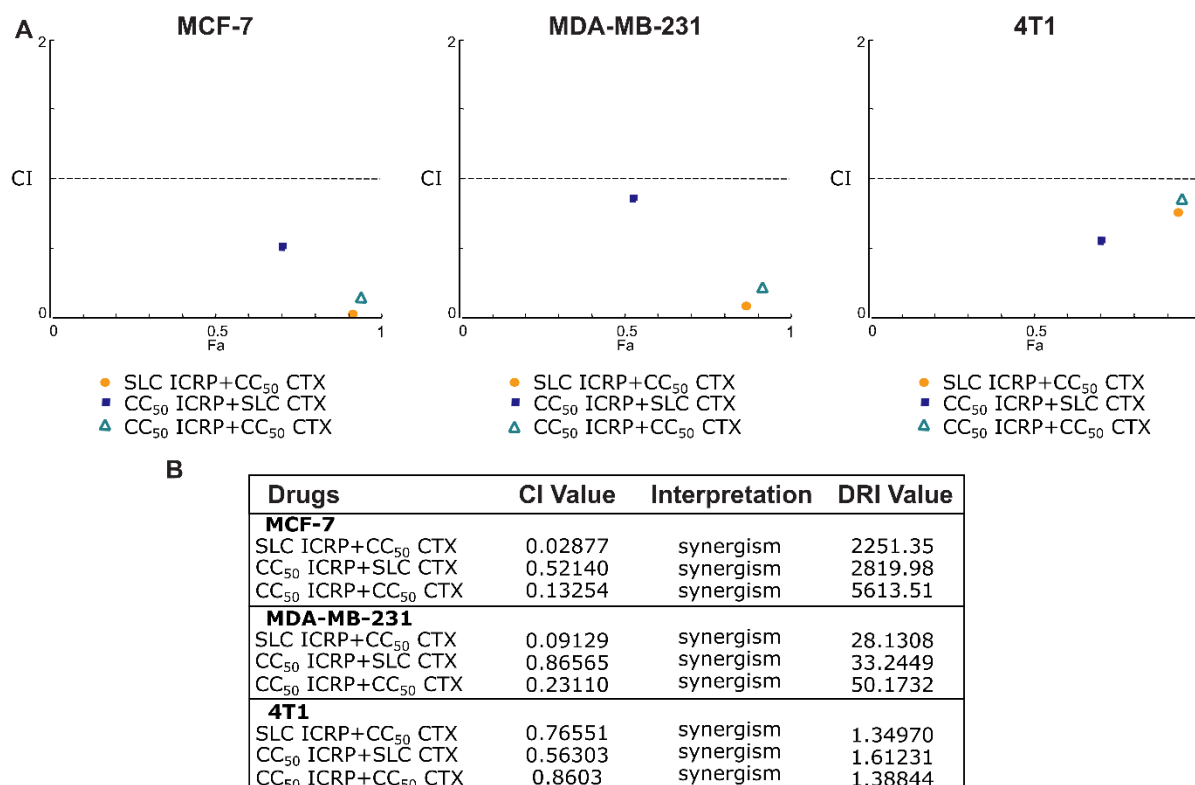 A
MCF-7
MDA-MB-231
4T1
2
CI
0
0
0.5
1
Fa
2
CI
0
0
0.5
1
Fa
2
CI
0
0
0.5
Fa
SLC ICRP+CC₅₀ CTX
CC₅₀ ICRP+SLC CTX
CC₅₀ ICRP+CC₅₀ CTX
SLC ICRP+CC₅₀ CTX
CC₅₀ ICRP+SLC CTX
CC₅₀ ICRP+CC₅₀ CTX
SLC ICRP+CC₅₀ CTX
CC₅₀ ICRP+SLC CTX
CC₅₀ ICRP+CC₅₀ CTX
B
Drugs CI Value Interpretation DRI Value
MCF-7
SLC ICRP+CC₅₀ CTX 0.02877 synergism 2251.35
CC₅₀ ICRP+SLC CTX 0.52140 synergism 2819.98
CC₅₀ ICRP+CC₅₀ CTX 0.13254 synergism 5613.51
MDA-MB-231
SLC ICRP+CC₅₀ CTX 0.09129 synergism 28.1308
CC₅₀ ICRP+SLC CTX 0.86565 synergism 33.2449
CC₅₀ ICRP+CC₅₀ CTX 0.23110 synergism 50.1732
4T1
SLC ICRP+CC₅₀ CTX 0.76551 synergism 1.34970
CC₅₀ ICRP+SLC CTX 0.56303 synergism 1.61231
CC₅₀ ICRP+CC₅₀ CTX 0.8603 synergism 1.38844